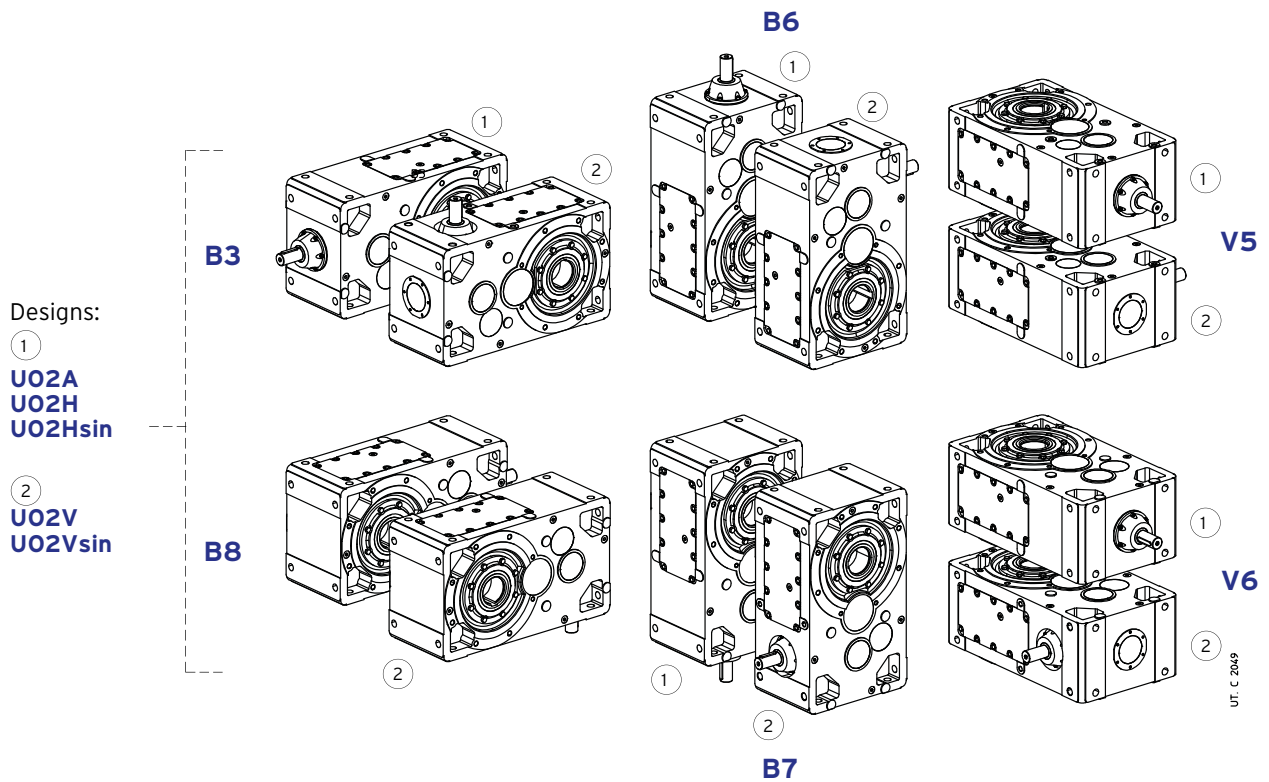 B6
1
2
1
2
1
V5
B3
2
Designs:
1
UO2A
UO2H
UO2Hsin
2
UO2V
UO2Vsin
B8
1
V6
2
1
2
2
B7
UT. C 2049